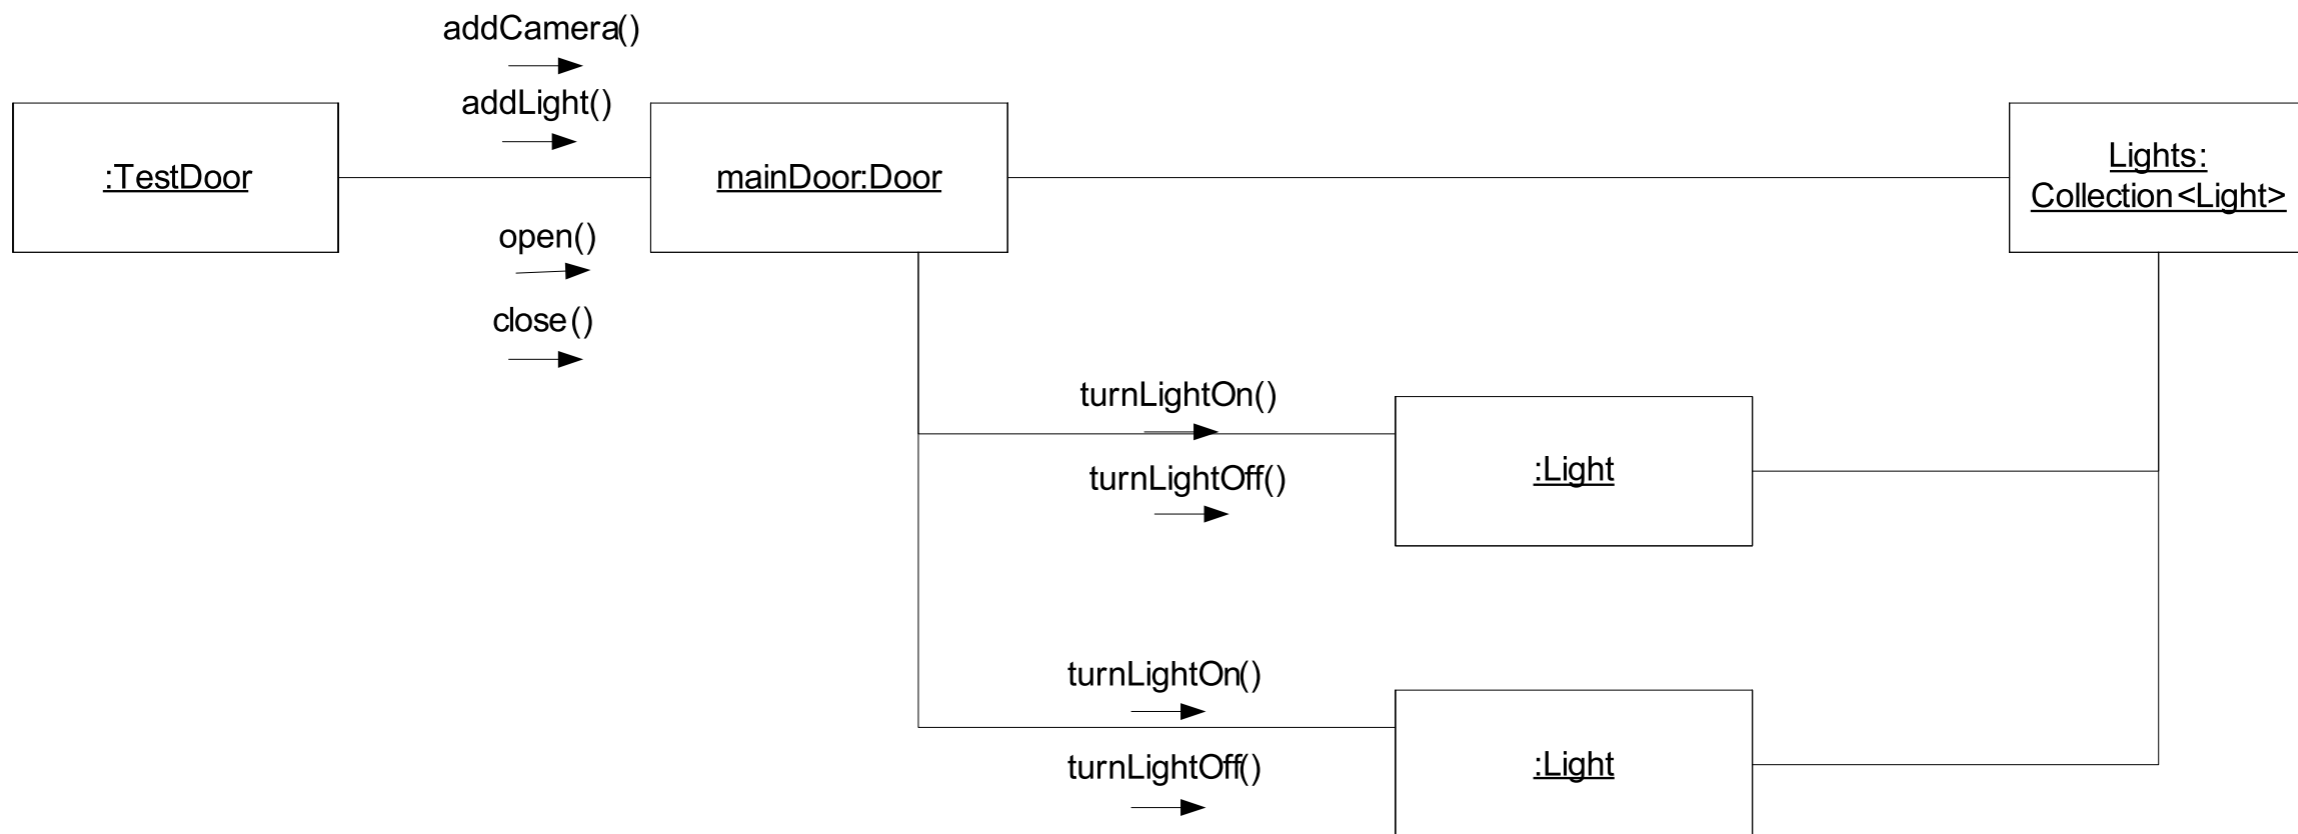 addCamera()
addLight()
:TestDoor
mainDoor:Door
Lights:
Collection<Light>
open()
close()
turnLightOn()
:Light
turnLightOff()
turnLightOn()
turnLightOff()
:Light